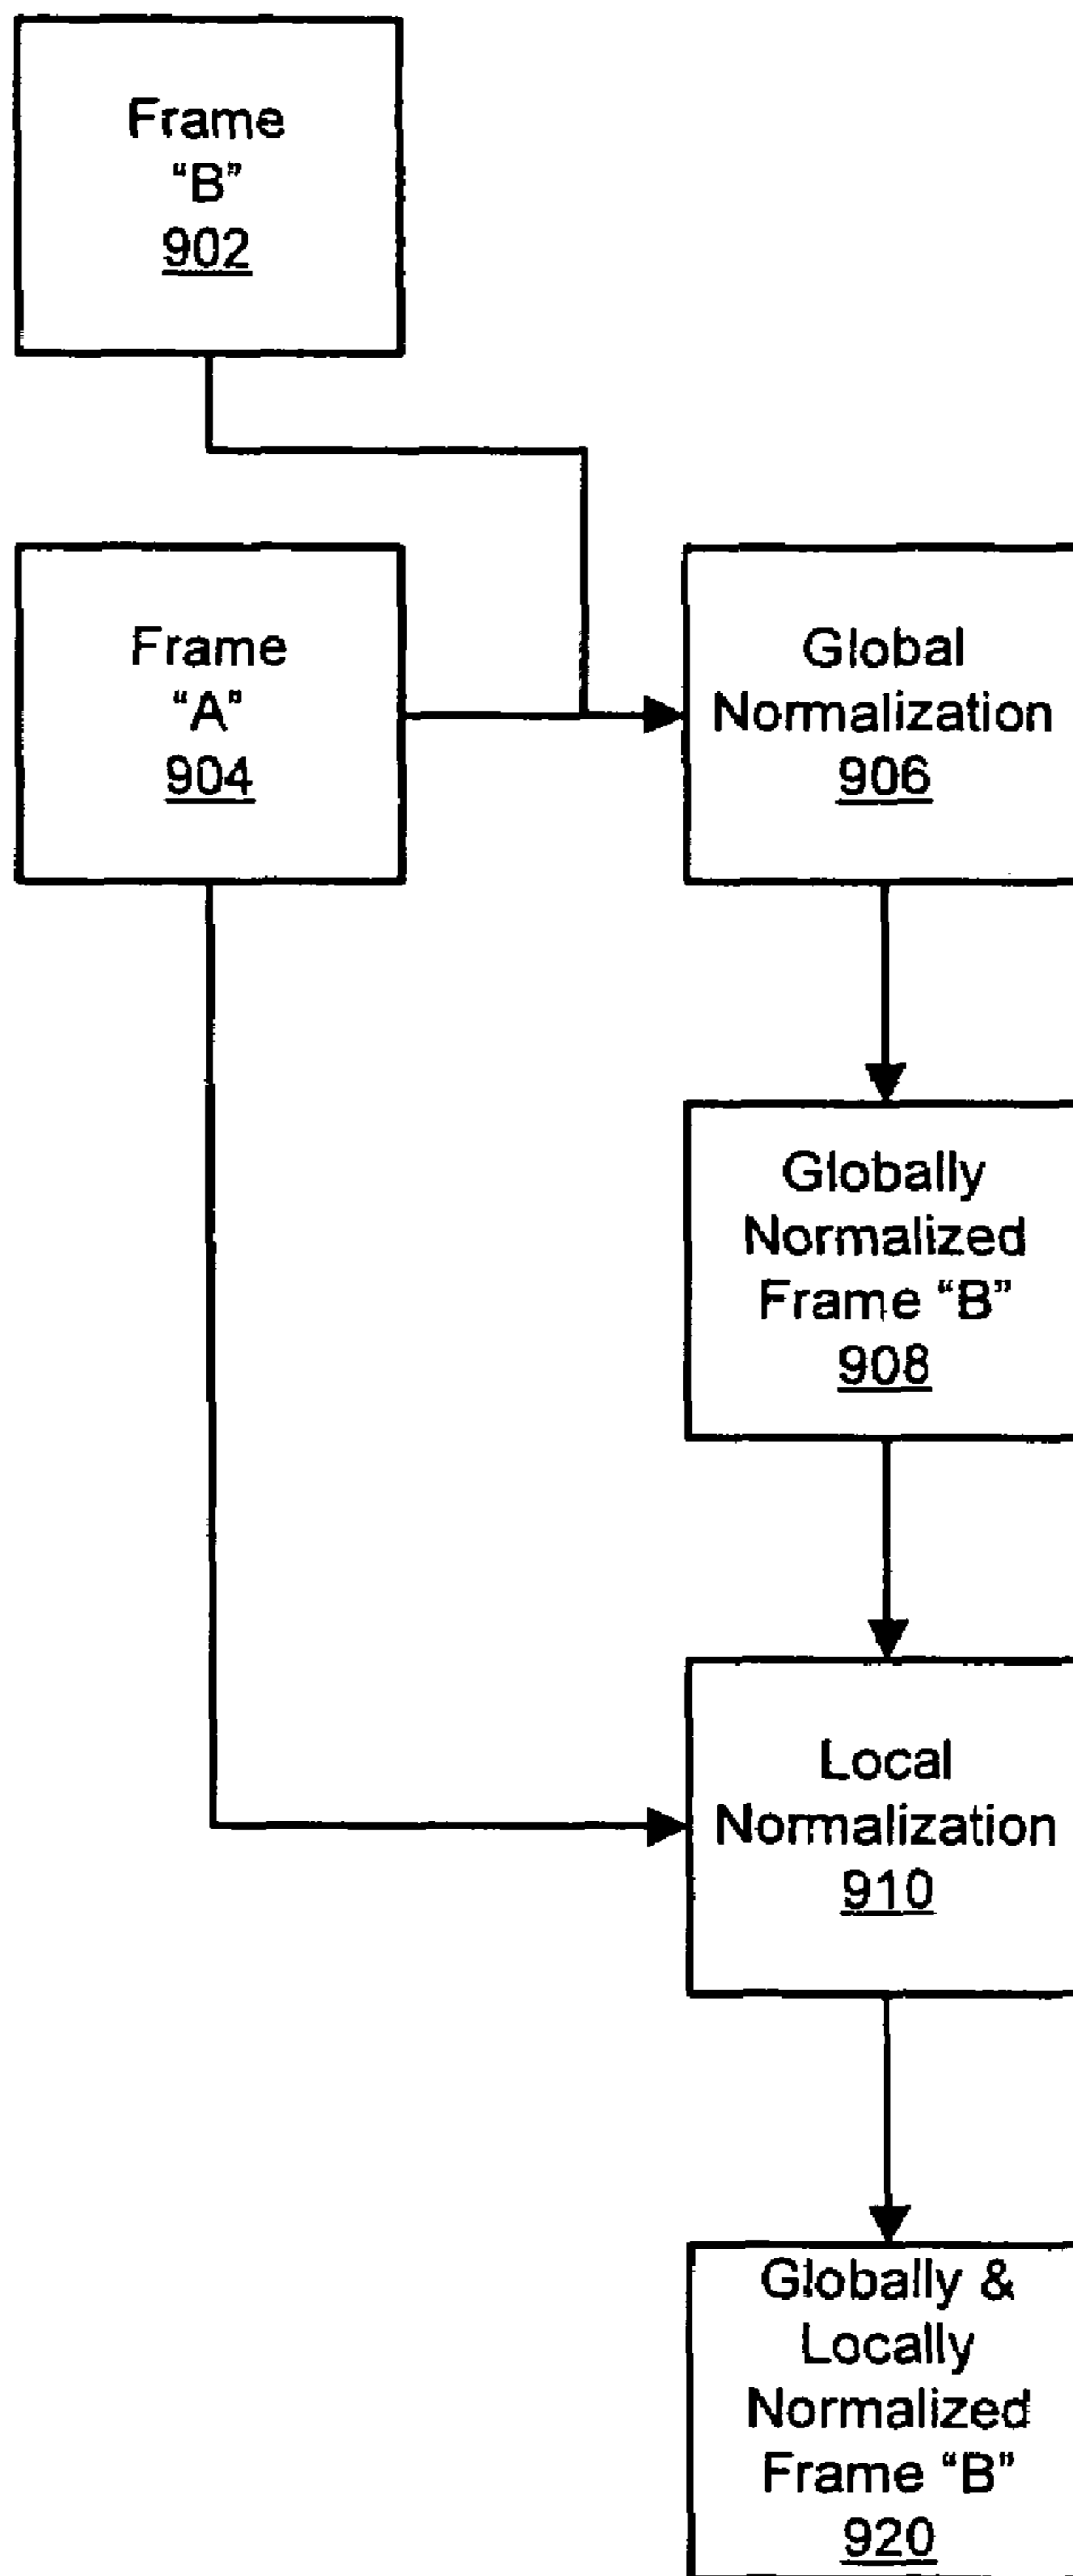 Frame
“B”
902
Frame
“A”
904
Global
Normalization
906
Globally
Normalized
Frame “B”
908
Local
Normalization
910
Globally &
Locally
Normalized
Frame “B”
920